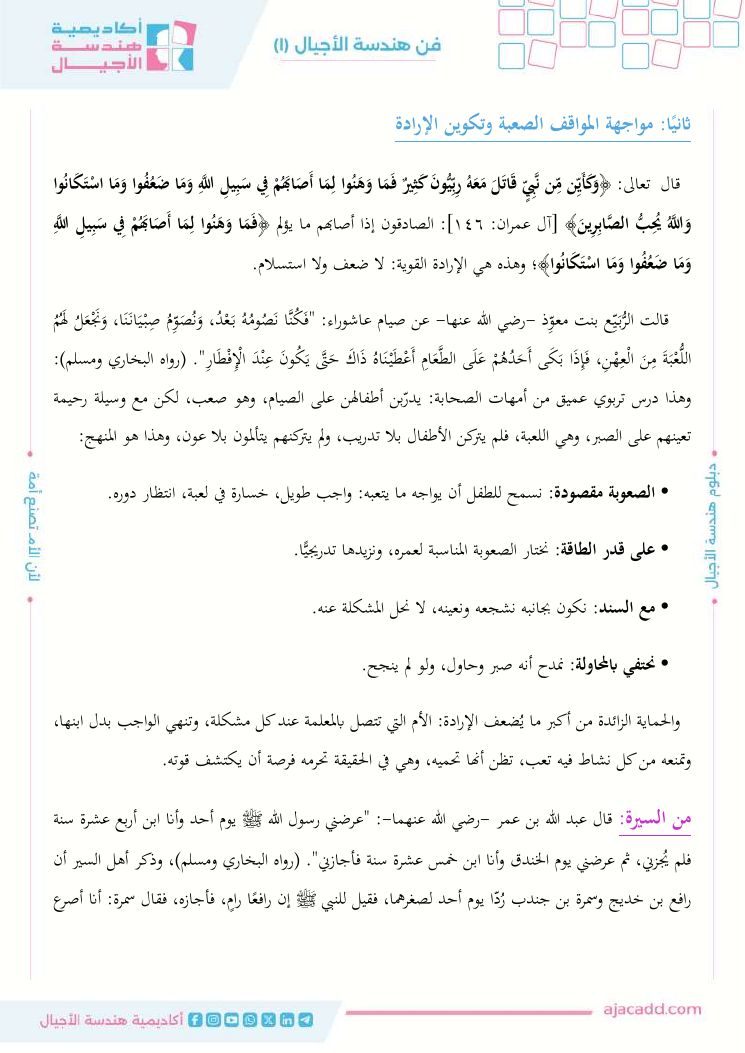 أكاديمية
هندسة
الأجيال
فن هندسة الأجيال (١)
ثانيًا: مواجهة المواقف الصعبة وتكوين الإرادة
قال تعالى: ﴿وَكَأَيِّن مِّن نَّبِيٍّ قَاتَلَ مَعَهُ رِبِّيُّونَ كَثِيرٌ فَمَا وَهَنُوا لِمَا أَصَابَهُمْ فِي سَبِيلِ اللَّهِ وَمَا ضَعُفُوا وَمَا اسْتَكَانُوا
وَاللَّهُ يُحِبُّ الصَّابِرِينَ﴾ [آل عمران: ١٤٦]: الصادقون إذا أصابهم ما يؤلم ﴿فَمَا وَهَنُوا لِمَا أَصَابَهُمْ فِي سَبِيلِ اللَّهِ
وَمَا ضَعُفُوا وَمَا اسْتَكَانُوا﴾؛ وهذه هي الإرادة القوية: لا ضعف ولا استسلام.
قالت الرُّبَيّع بنت معوِّذ -رضي الله عنها- عن صيام عاشوراء: "فَكُنَّا نَصُومُهُ بَعْدُ، وَنُصَوِّمُ صِبْيَانَنَا، وَنَجْعَلُ لَهُمُ
اللُّعْبَةَ مِنَ الْعِهْنِ، فَإِذَا بَكَى أَحَدُهُمْ عَلَى الطَّعَامِ أَعْطَيْنَاهُ ذَاكَ حَتَّى يَكُونَ عِنْدَ الْإِفْطَارِ". (رواه البخاري ومسلم):
وهذا درس تربوي عميق من أمهات الصحابة: يدرّبن أطفالهن على الصيام، وهو صعب، لكن مع وسيلة رحيمة
تعينهم على الصبر، وهي اللعبة، فلم يتركن الأطفال بلا تدريب، ولم يتركنهم يتألمون بلا عون، وهذا هو المنهج:
• الصعوبة مقصودة: نسمح للطفل أن يواجه ما يتعبه: واجب طويل، خسارة في لعبة، انتظار دوره.
• على قدر الطاقة: نختار الصعوبة المناسبة لعمره، ونزيدها تدريجيًّا.
• مع السند: نكون بجانبه نشجعه ونعينه، لا نحل المشكلة عنه.
• نحتفي بالمحاولة: نمدح أنه صبر وحاول، ولو لم ينجح.
والحماية الزائدة من أكبر ما يُضعف الإرادة: الأم التي تتصل بالمعلمة عند كل مشكلة، وتنهي الواجب بدل ابنها،
وتمنعه من كل نشاط فيه تعب، تظن أنها تحميه، وهي في الحقيقة تحرمه فرصة أن يكتشف قوته.
من السيرة: قال عبد الله بن عمر -رضي الله عنهما-: "عرضني رسول الله ﷺ يوم أحد وأنا ابن أربع عشرة سنة
فلم يُجزني، ثم عرضني يوم الخندق وأنا ابن خمس عشرة سنة فأجازني". (رواه البخاري ومسلم)، وذكر أهل السير أن
رافع بن خديج وسمرة بن جندب رُدّا يوم أحد لصغرهما، فقيل للنبي ﷺ إن رافعًا رامٍ، فأجازه، فقال سمرة: أنا أصرع
دبلوم هندسة الأجيال
لأن الأم تصنع أمة
أكاديمية هندسة الأجيال
ajacadd.com